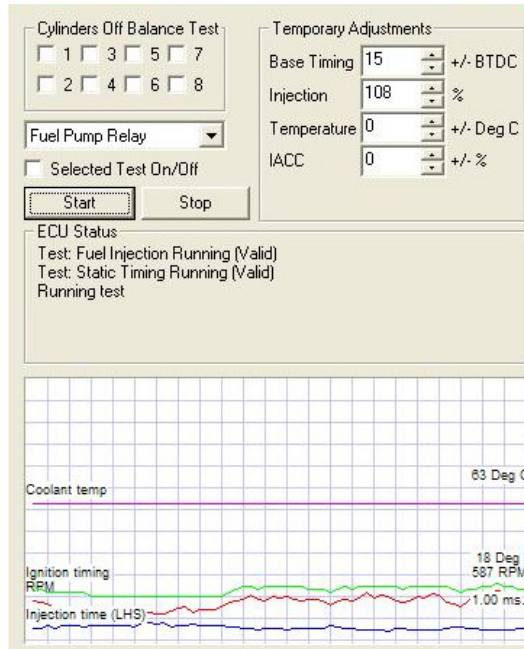 Cylinders Off Balance Test
1 3 5 7
2 4 6 8
Fuel Pump Relay
Selected Test On/Off
Start Stop
Temporary Adjustments
Base Timing 15 +/- BTDC
Injection 108 %
Temperature 0 +/- Deg C
IACC 0 +/- %
ECU Status
Test: Fuel Injection Running (Valid)
Test: Static Timing Running (Valid)
Running test
63 Deg C
Coolant temp
18 Deg
Ignition timing
587 RPM
RPM
1.00 ms.
Injection time (LHS)